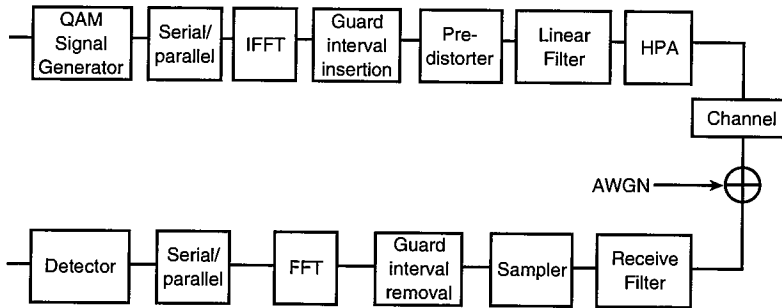 QAM
Signal
Generator
Serial/
parallel
IFFT
Guard
interval
insertion
Pre-
distorter
Linear
Filter
HPA
Channel
AWGN
Detector
Serial/
parallel
FFT
Guard
interval
removal
Sampler
Receive
Filter